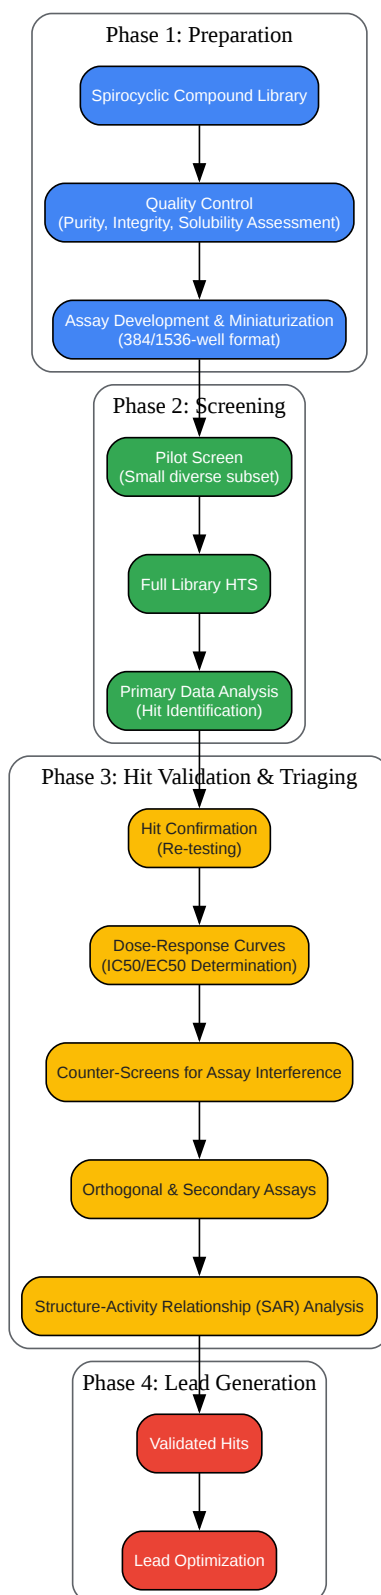 Phase 1: Preparation
Spirocyclic Compound Library
Quality Control
(Purity, Integrity, Solubility Assessment)
Assay Development & Miniaturization
(384/1536-well format)
Phase 2: Screening
Pilot Screen
(Small diverse subset)
Full Library HTS
Primary Data Analysis
(Hit Identification)
Phase 3: Hit Validation & Triaging
Hit Confirmation
(Re-testing)
Dose-Response Curves
(IC50/EC50 Determination)
Counter-Screens for Assay Interference
Orthogonal & Secondary Assays
Structure-Activity Relationship (SAR) Analysis
Phase 4: Lead Generation
Validated Hits
Lead Optimization